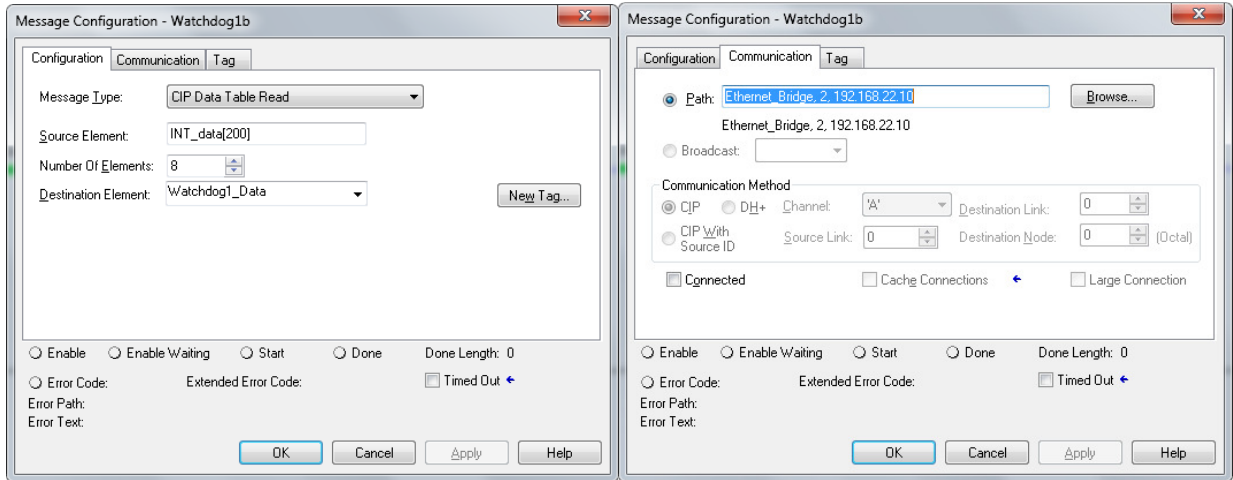 Message Configuration - Watchdog1b
Configuration Communication Tag
Message Type: CIP Data Table Read
Source Element: INT_data[200]
Number Of Elements: 8
Destination Element: Watchdog1_Data New Tag...
Enable Enable Waiting Start Done Done Length: 0
Error Code: Extended Error Code: Timed Out
Error Path:
Error Text:
OK Cancel Apply Help
Message Configuration - Watchdog1b
Configuration Communication Tag
Path: Ethernet_Bridge, 2, 192.168.22.10 Browse...
Ethernet_Bridge, 2, 192.168.22.10
Broadcast:
Communication Method
CIP DH+ Channel: 'A' Destination Link: 0
CIP With Source ID Source Link: 0 Destination Node: 0 (Octal)
Connected Cache Connections Large Connection
Enable Enable Waiting Start Done Done Length: 0
Error Code: Extended Error Code: Timed Out
Error Path:
Error Text:
OK Cancel Apply Help